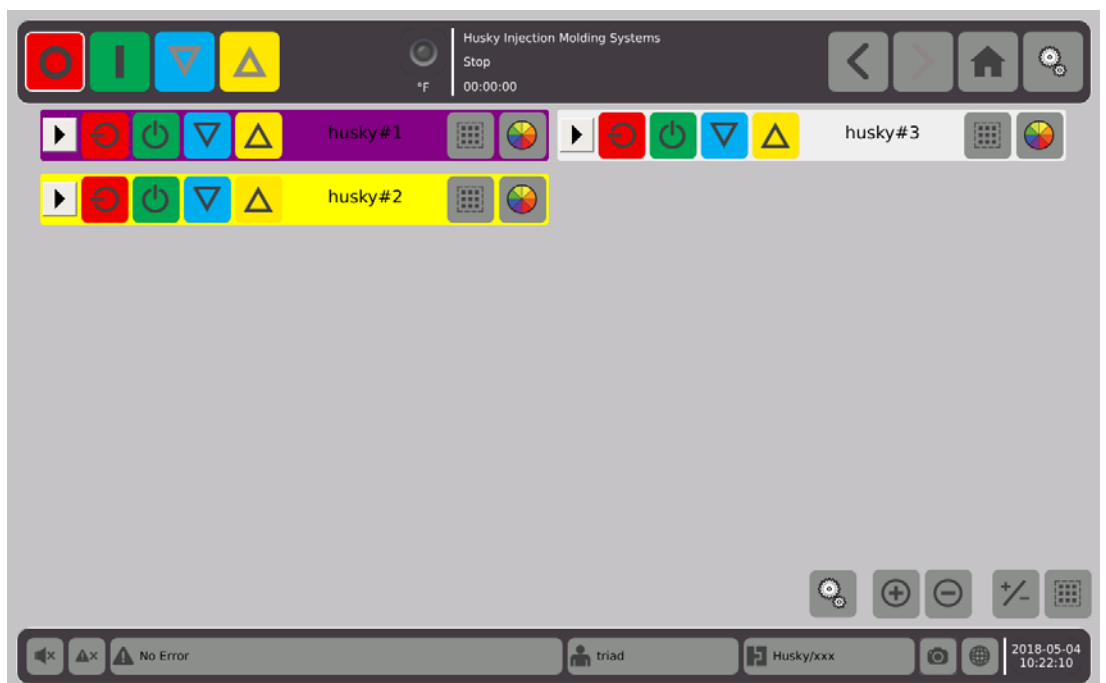 Husky Injection Molding Systems
Stop
°F
00:00:00
husky#1
husky#3
husky#2
+/-
No Error
triad
Husky/xxx
2018-05-04
10:22:10